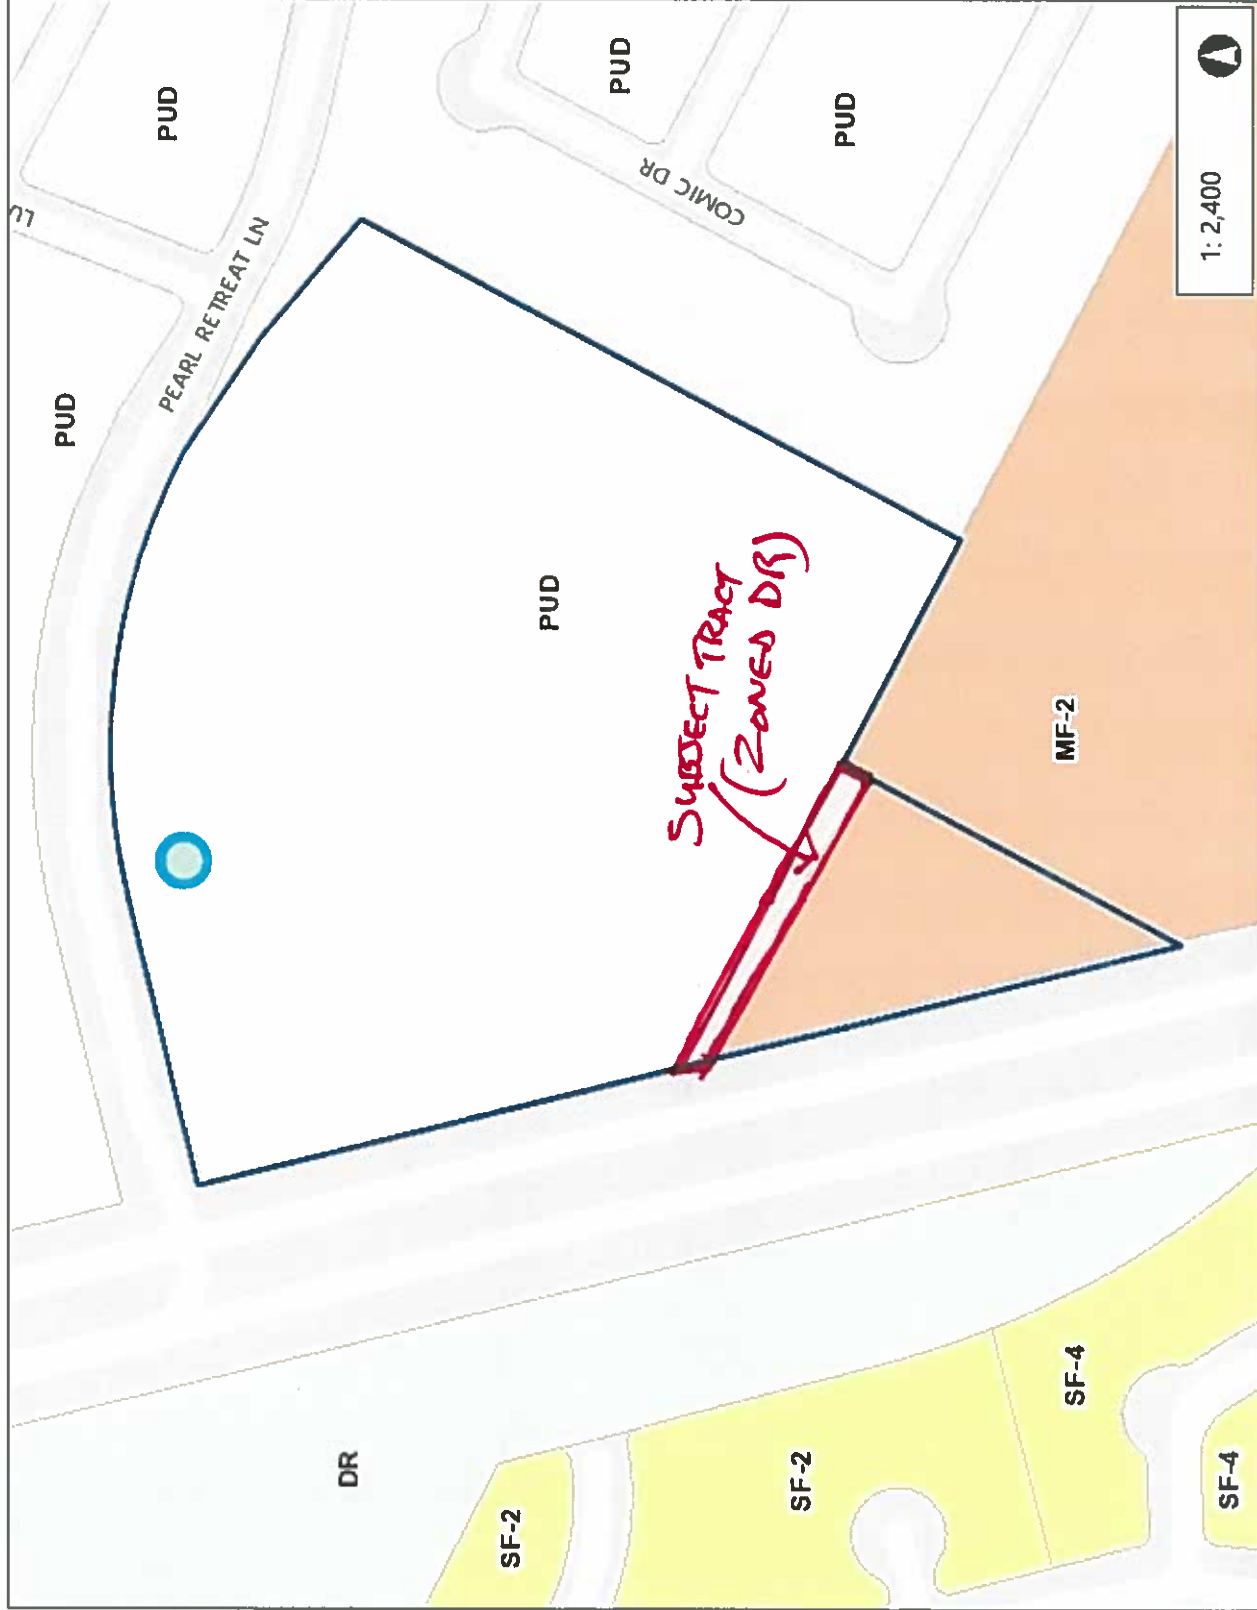 LU
PUD
PUD
PEARL RETREAT LN
DR
SF-2
PUD
PUD
COMIC DR
SUBJECT TRACT
(ZONED DR)
SF-2
PUD
SF-4
MF-2
1: 2,400
SF-4